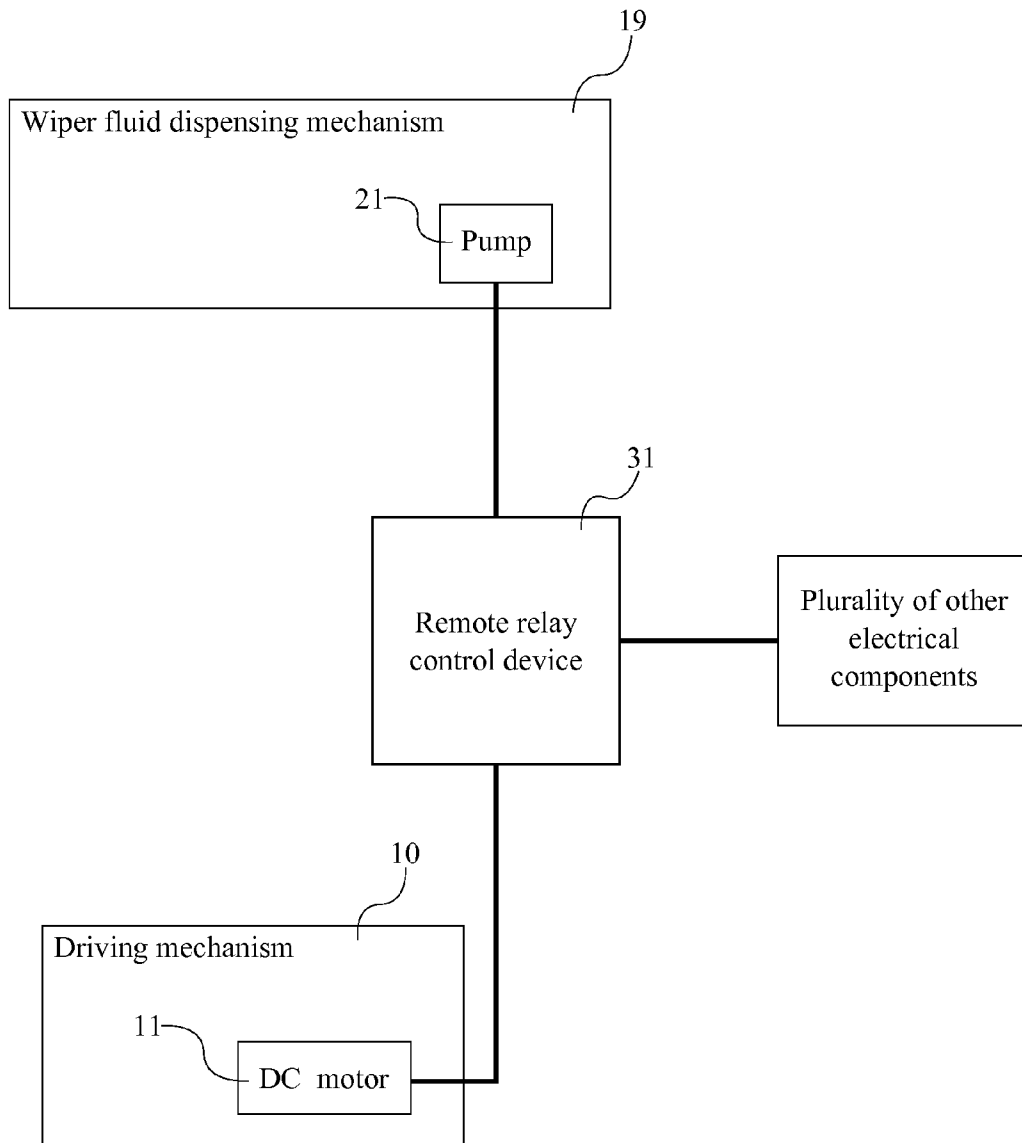 19
Wiper fluid dispensing mechanism
21
Pump
31
Remote relay
control device
Plurality of other
electrical
components
10
Driving mechanism
11
DC motor